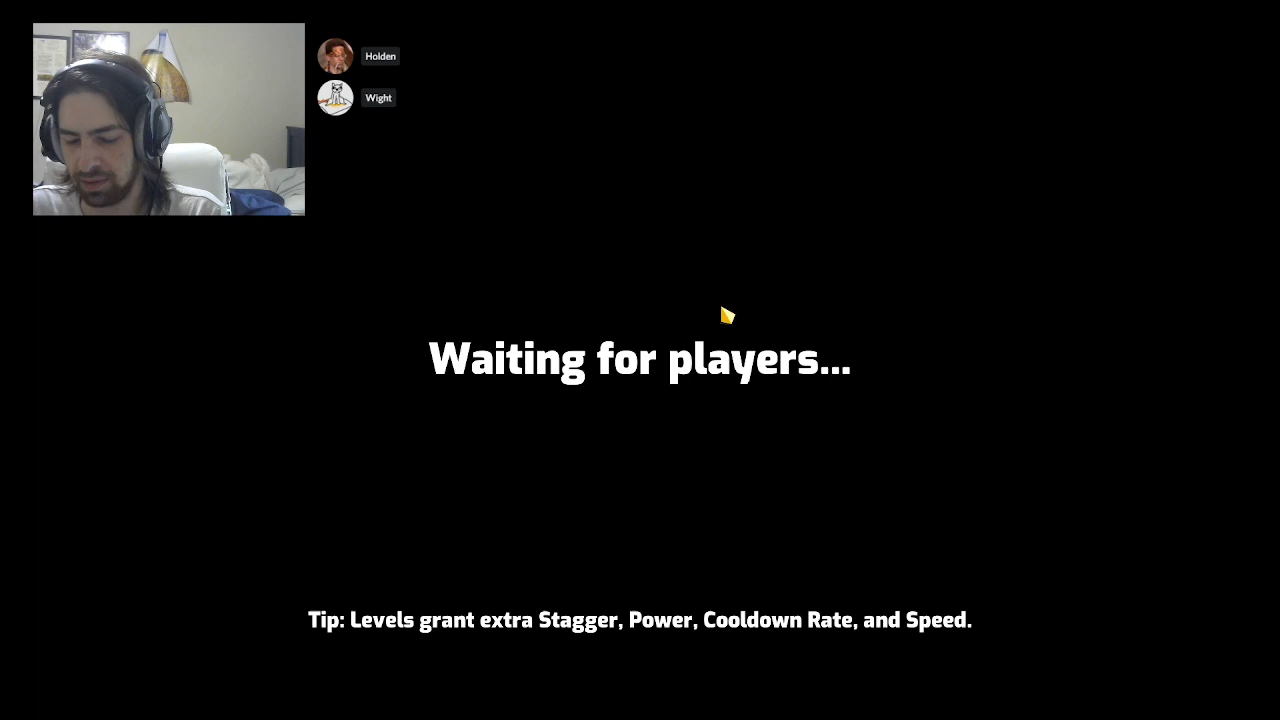 Holden
Wight
Waiting for players...
Tip: Levels grant extra Stagger, Power, Cooldown Rate, and Speed.